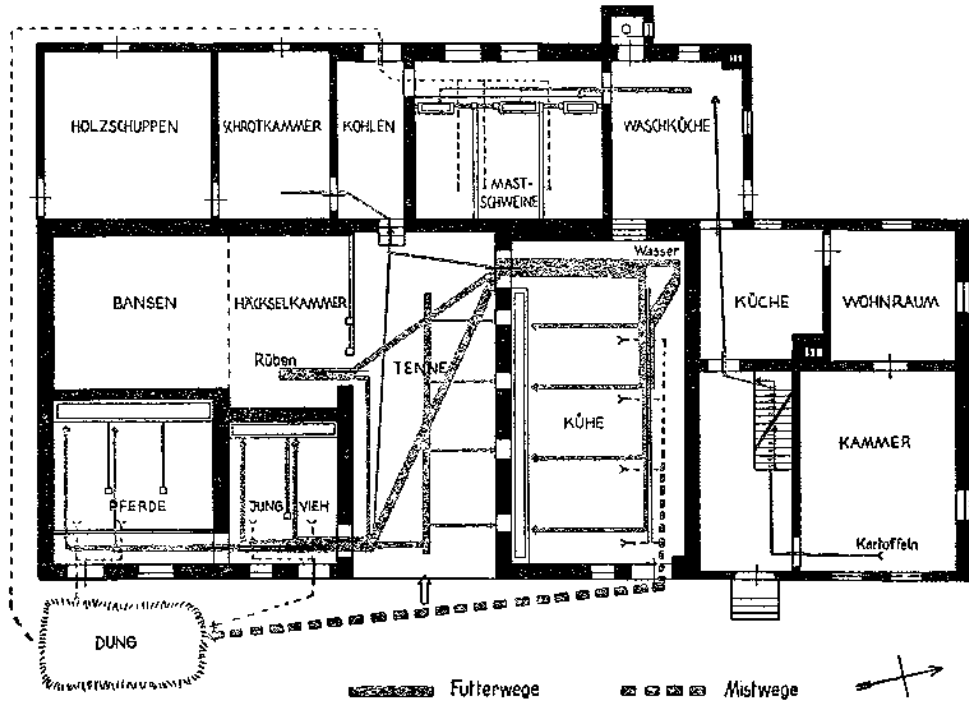 HOLZSCHUPPEN
SCHROTKAMMER
KOHLEN
MAST-
SCHWEINE
WASCHKÜCHE
BANSEN
HÄCKSELKAMMER
Rüben
TENNE
Wasser
KÜHE
KÜCHE
WOHNRAUM
PFERDE
JUNG VIEH
KAMMER
Kartoffeln
DUNG
Futterwege
Mistwege